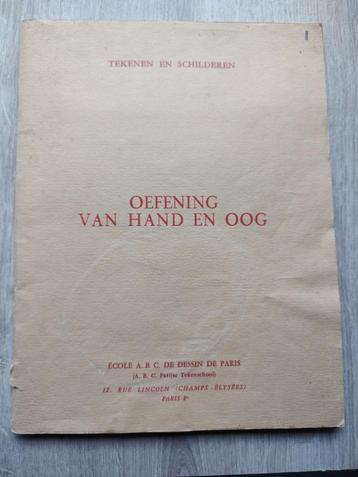 1
TEKENEN EN SCHILDEREN
OEFENING
VAN HAND EN OOG
ÉCOLE A. B. C. DE DESSIN DE PARIS
(A. B. C. Parijse Tekenschool)
12, RUE LINCOLN (CHAMPS-ÉLYSÉES)
PARIS 8e